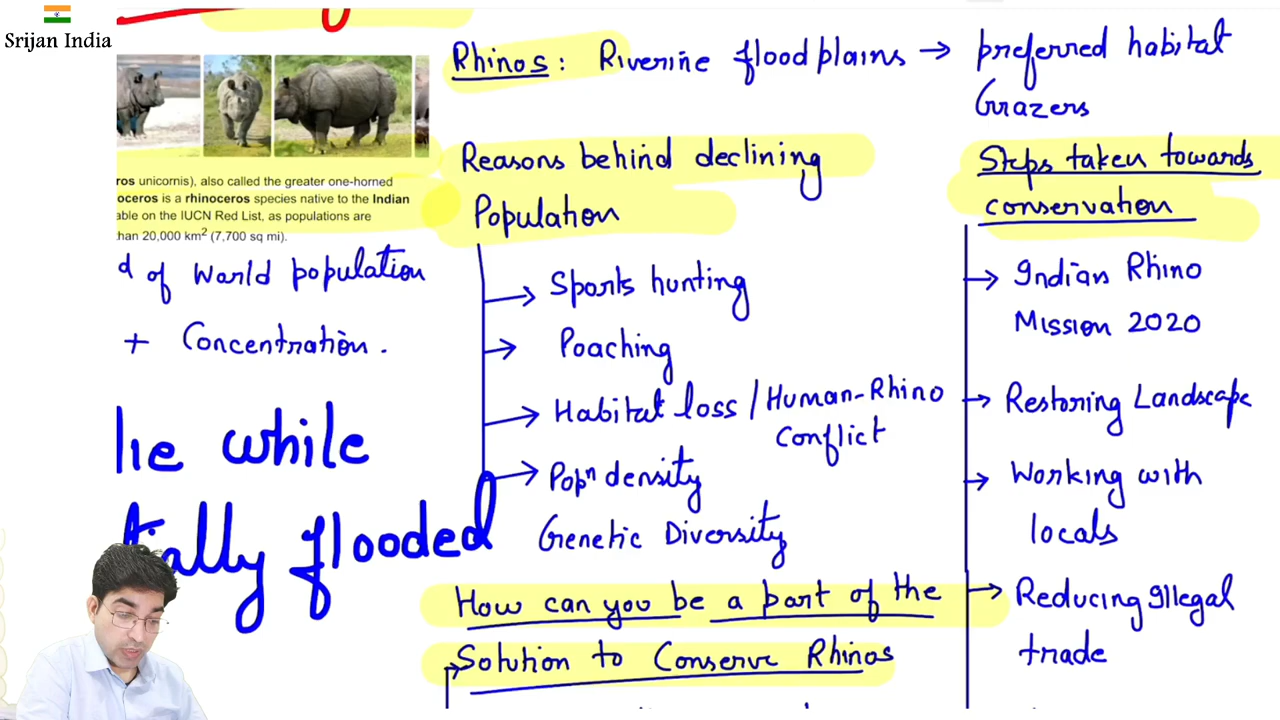 Srijan India
Rhinos: Riverine floodplains → preferred habitat
Grazers
ros unicornis), also called the greater one-horned
oceros is a rhinoceros species native to the Indian
able on the IUCN Red List, as populations are
han 20,000 km² (7,700 sq mi).
d of World population
+ Concentration.
lie while
tially flooded
Reasons behind declining
Population
→ Sports hunting
→ Poaching
→ Habitat loss / Human-Rhino
Conflict
→ Popⁿ density
Genetic Diversity
How can you be a part of the
Solution to Conserve Rhinos
Steps taken towards
conservation
→ Indian Rhino
Mission 2020
→ Restoring Landscape
→ Working with
locals
→ Reducing Illegal
trade